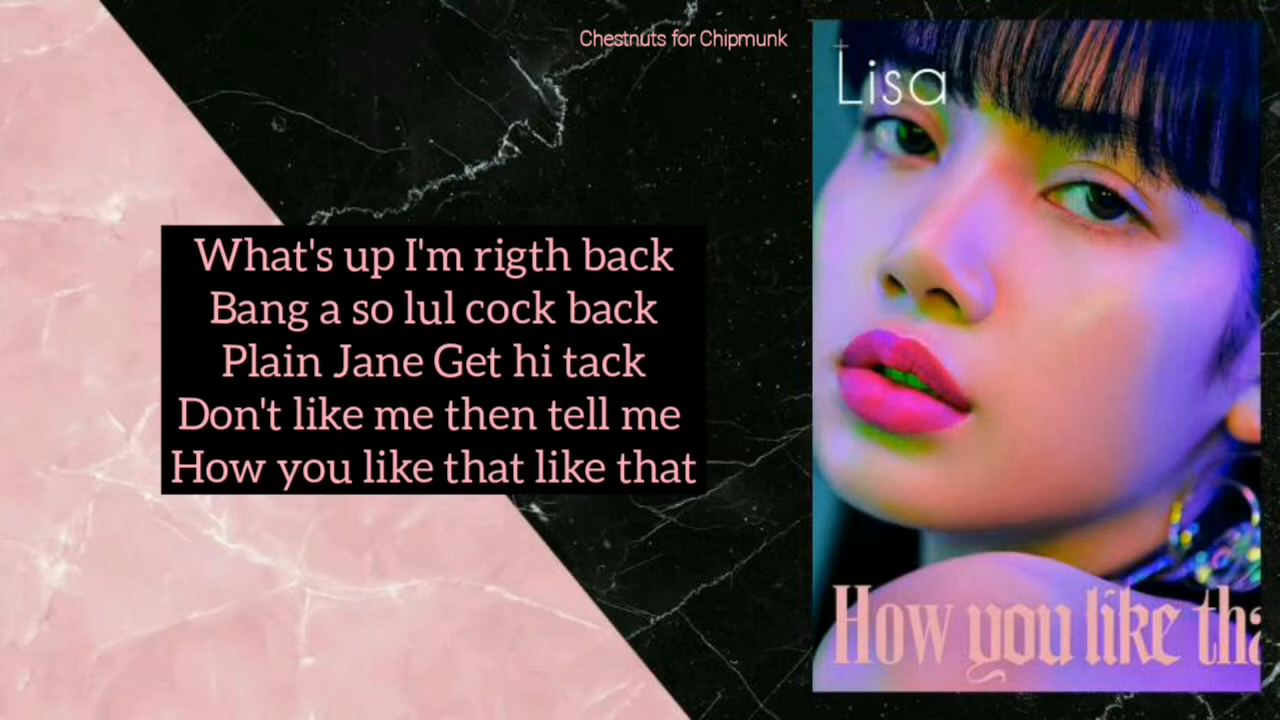 Chestnuts for Chipmunk
Lisa
What's up I'm rigth back
Bang a so lul cock back
Plain Jane Get hi tack
Don't like me then tell me
How you like that like that
How you like tha